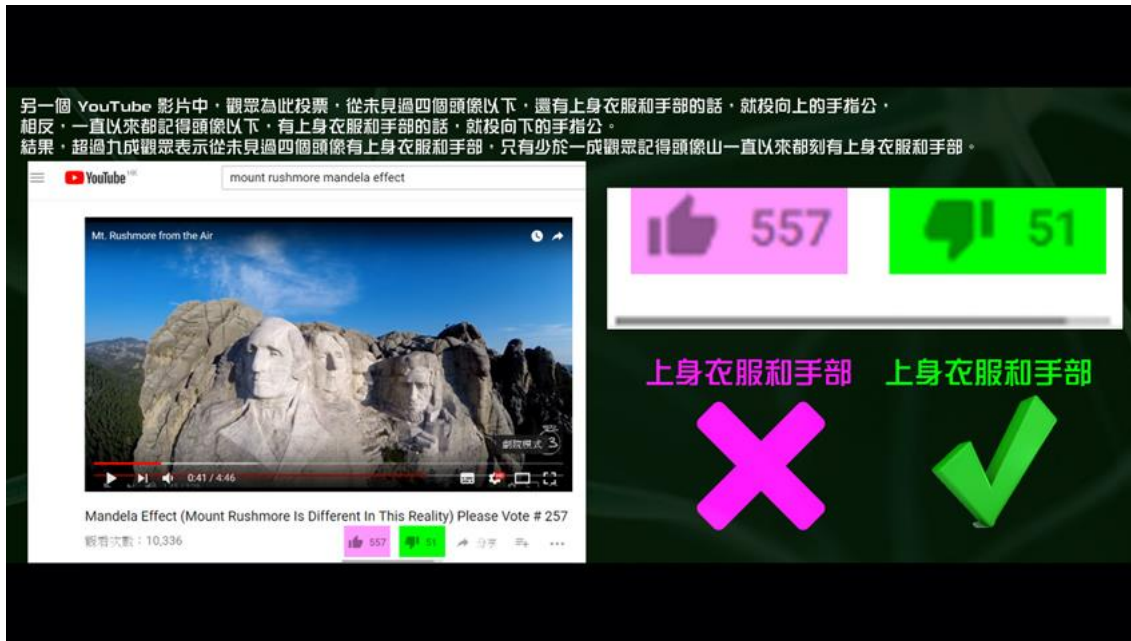 另一個 YouTube 影片中，觀眾為此投票，從未見過四個頭像以下，還有上身衣服和手部的話，就投向上的手指公，
相反，一直以來都記得頭像以下，有上身衣服和手部的話，就投向下的手指公。
結果，超過九成觀眾表示從未見過四個頭像有上身衣服和手部，只有少於一成觀眾記得頭像山一直以來都刻有上身衣服和手部。
YouTube HK
mount rushmore mandela effect
Mt. Rushmore from the Air
劇院模式 3
0:41 / 4:46
Mandela Effect (Mount Rushmore Is Different In This Reality) Please Vote # 257
觀看次數：10,336
557 51 分享
557 51
上身衣服和手部 上身衣服和手部